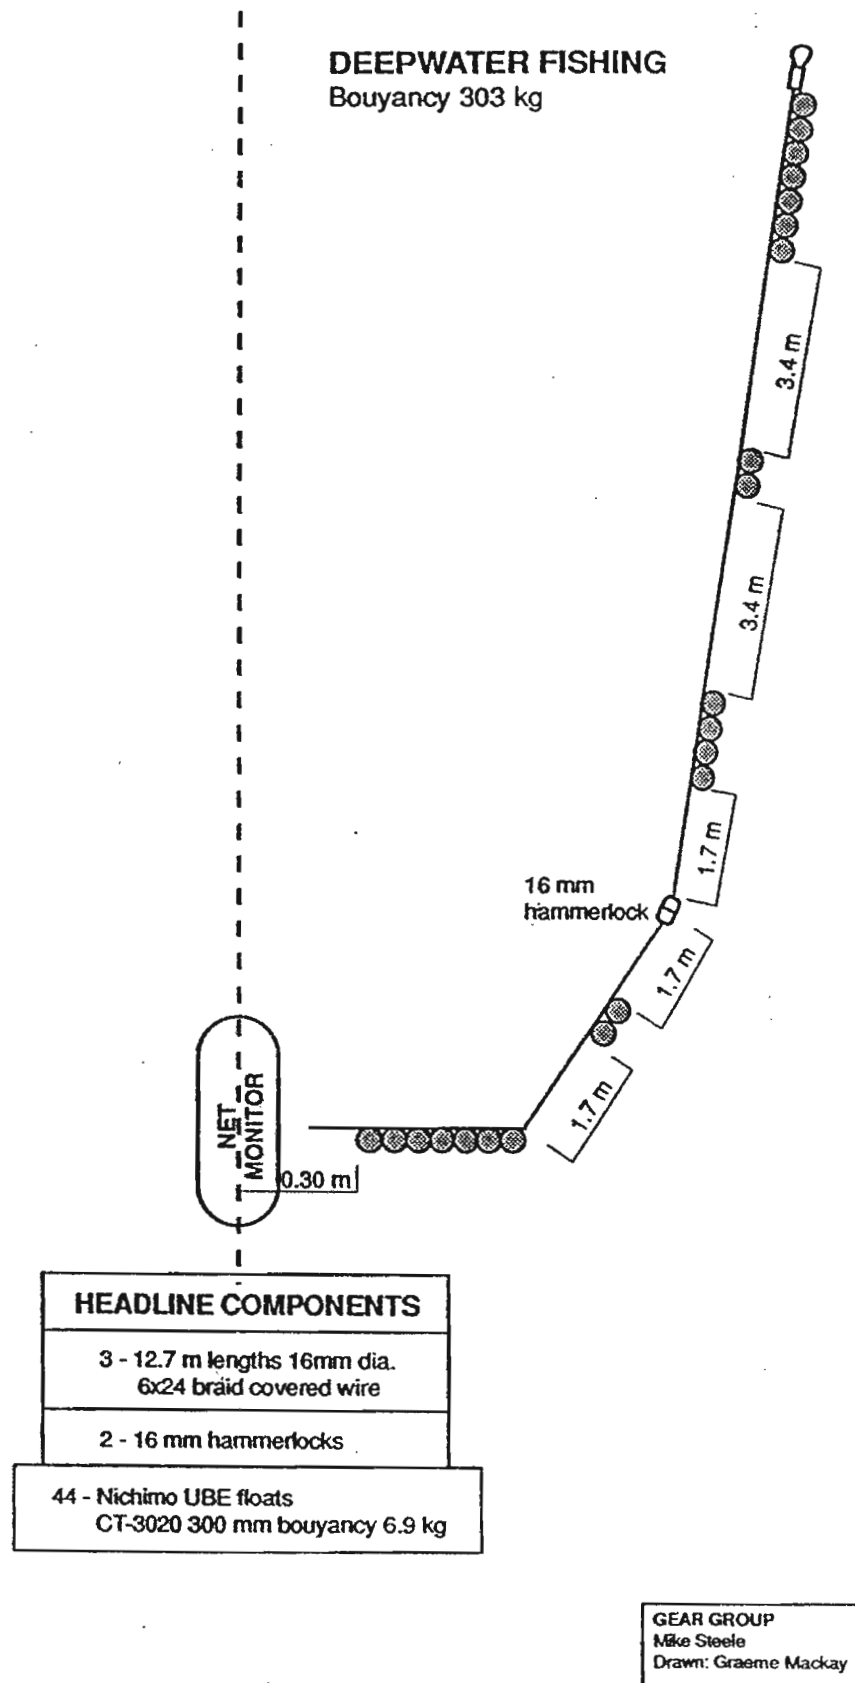 DEEPWATER FISHING
Bouyancy 303 kg
3.4 m
3.4 m
1.7 m
16 mm
hammerlock
1.7 m
1.7 m
NET
MONITOR
0.30 m
HEADLINE COMPONENTS
3 - 12.7 m lengths 16mm dia.
6x24 braid covered wire
2 - 16 mm hammerlocks
44 - Nichimo UBE floats
CT-3020 300 mm bouyancy 6.9 kg
GEAR GROUP
Mike Steele
Drawn: Graeme Mackay